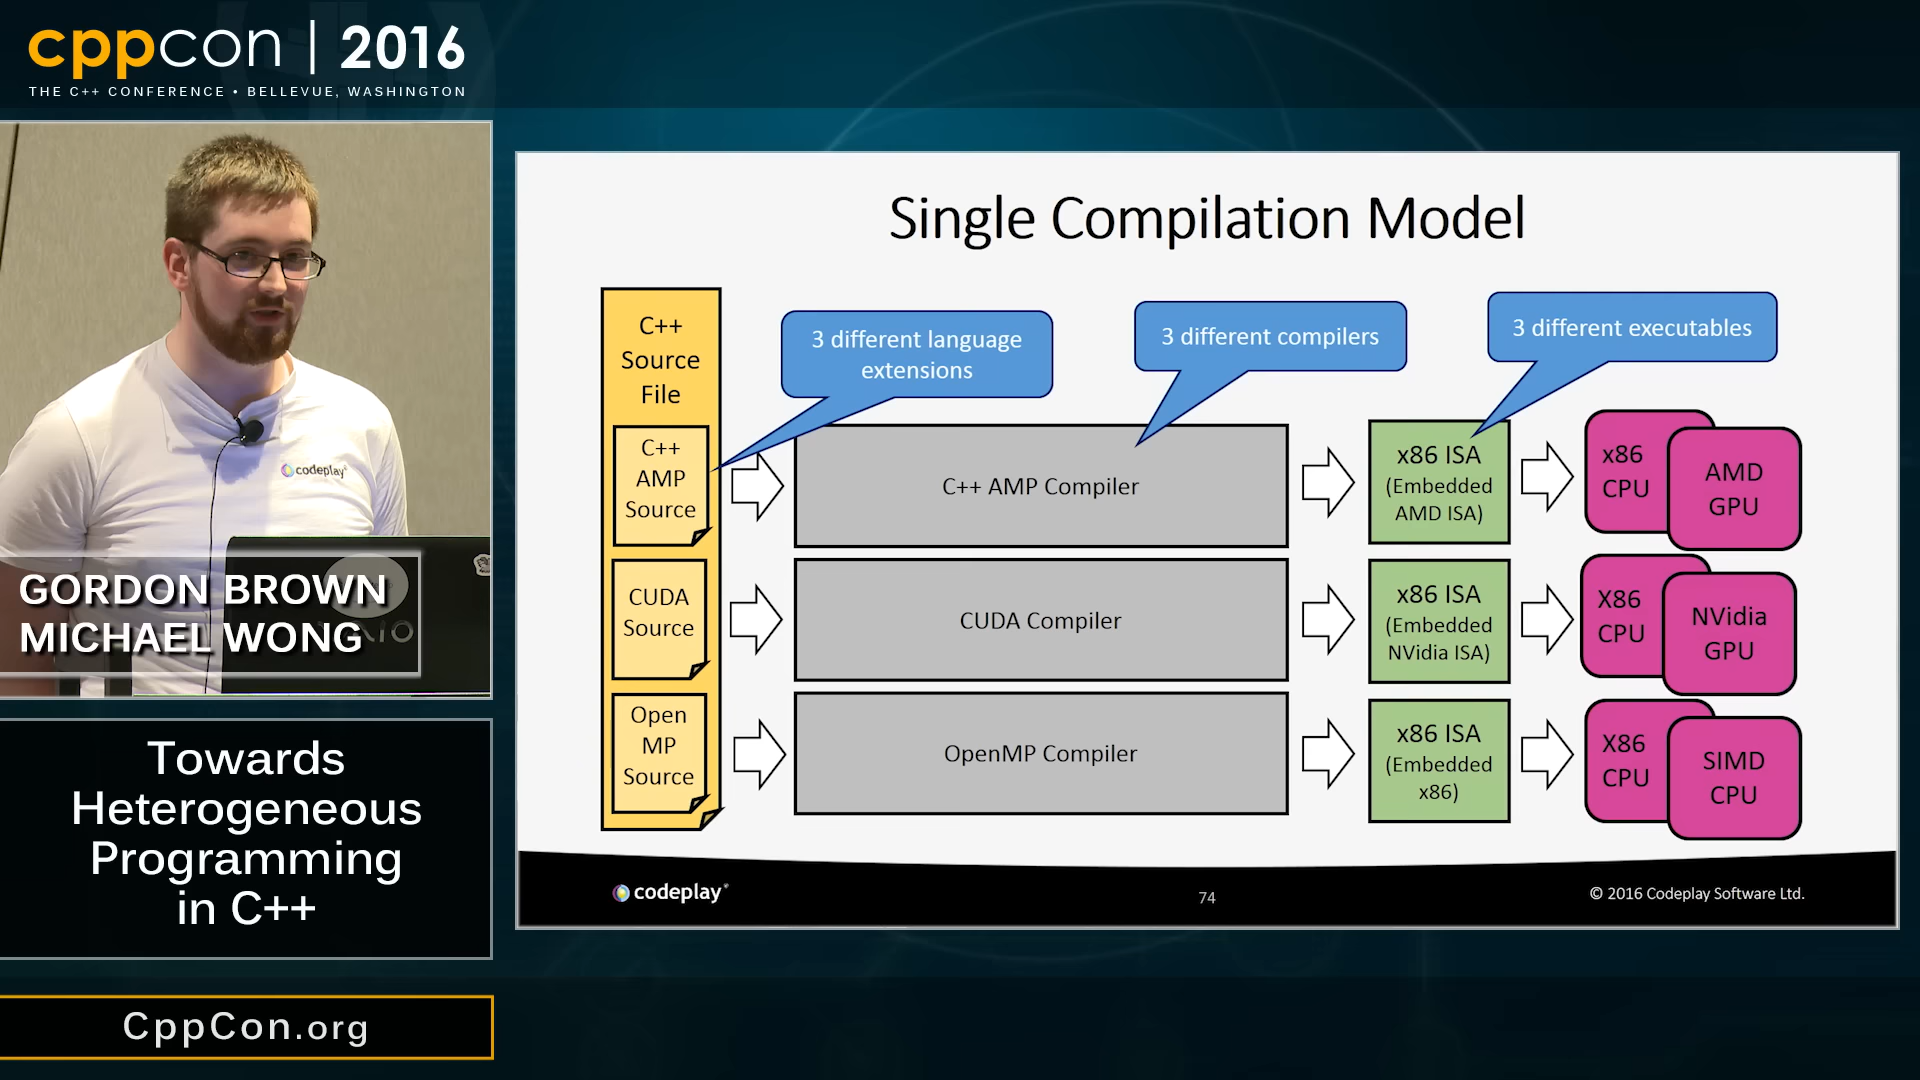 cppcon | 2016
THE C++ CONFERENCE • BELLEVUE, WASHINGTON
codeplay
GORDON BROWN
MICHAEL WONG
Towards
Heterogeneous
Programming
in C++
CppCon.org
Single Compilation Model
C++
Source
File
3 different language
extensions
3 different compilers
3 different executables
C++
AMP
Source
C++ AMP Compiler
x86 ISA
(Embedded
AMD ISA)
x86
CPU
AMD
GPU
CUDA
Source
CUDA Compiler
x86 ISA
(Embedded
NVidia ISA)
X86
CPU
NVidia
GPU
Open
MP
Source
OpenMP Compiler
x86 ISA
(Embedded
x86)
X86
CPU
SIMD
CPU
codeplay®
74
© 2016 Codeplay Software Ltd.